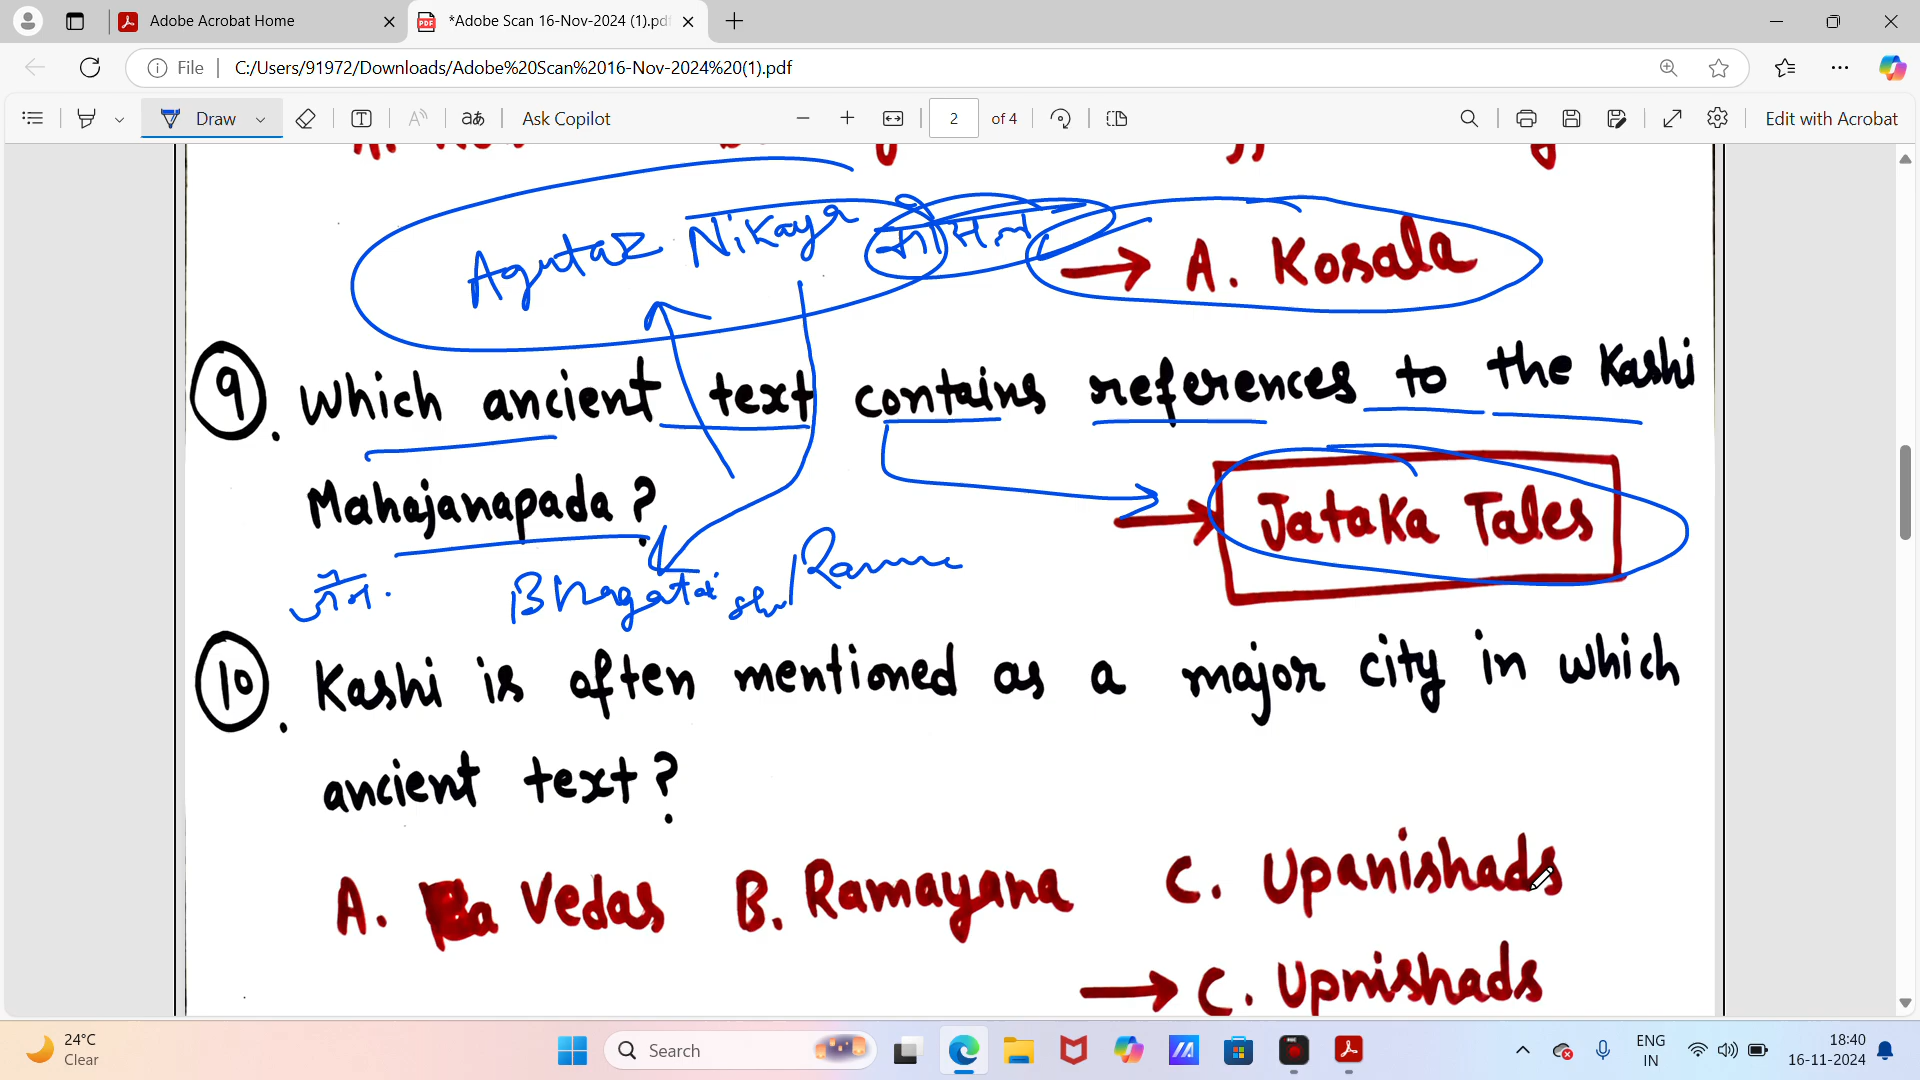 Adobe Acrobat Home
*Adobe Scan 16-Nov-2024 (1).pdf
File
C:/Users/91972/Downloads/Adobe%20Scan%2016-Nov-2024%20(1).pdf
Draw
Ask Copilot
2 of 4
Edit with Acrobat
Agutar Nikaya
→ A. Kosala
9. Which ancient text contains references to the Kashi
Mahajanapada?
→ Jataka Tales
जैन.
10. Kashi is often mentioned as a major city in which
ancient text?
A. Vedas B. Ramayana C. Upanishads
→ C. Upnishads
24°C
Clear
Search
ENG
IN
18:40
16-11-2024